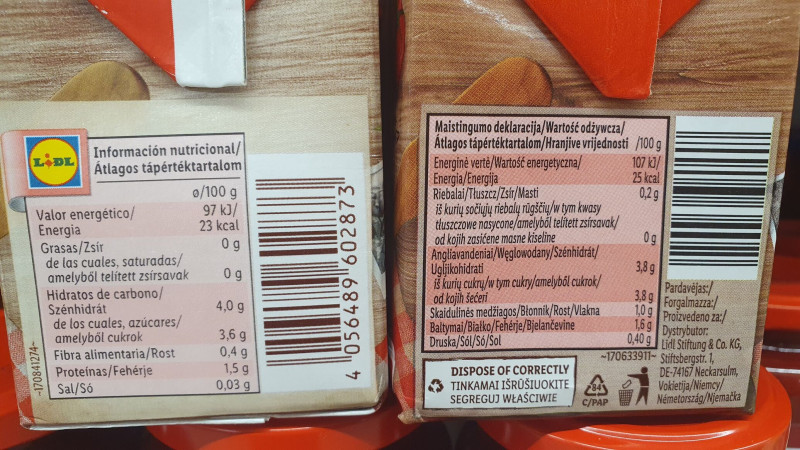 LIDL
Información nutricional/
Átlagos tápértéktartalom
ø/100 g
Valor energético/ 97 kJ/
Energia 23 kcal
Grasas/Zsír 0 g
de las cuales, saturadas/
amelyből telített zsírsavak 0 g
Hidratos de carbono/
Szénhidrát 4,0 g
de los cuales, azúcares/
amelyből cukrok 3,6 g
Fibra alimentaria/Rost 0,4 g
Proteínas/Fehérje 1,5 g
Sal/Só 0,03 g
~170841274~
4 056489 602873
Maistingumo deklaracija/Wartość odżywcza/
Átlagos tápértéktartalom/Hranjive vrijednosti /100 g
Energinė vertė/Wartość energetyczna/ 107 kJ/
Energia/Energija 25 kcal
Riebalai/Tłuszcz/Zsír/Masti 0,2 g
iš kurių sočiųjų riebalų rūgščių/w tym kwasy
tłuszczowe nasycone/amelyből telített zsírsavak/
od kojih zasićene masne kiseline 0 g
Angliavandeniai/Węglowodany/Szénhidrát/
Ugljikohidrati 3,8 g
iš kurių cukrų/w tym cukry/amelyből cukrok/
od kojih šećeri 3,8 g
Skaidulinės medžiagos/Błonnik/Rost/Vlakna 1,0 g
Baltymai/Białko/Fehérje/Bjelančevine 1,6 g
Druska/Sól/Só/Sol 0,40 g
~170633911~
DISPOSE OF CORRECTLY
TINKAMAI IŠRŪŠIUOKITE
SEGREGUJ WŁAŚCIWIE
84
C/PAP
Pardavėjas:/
Forgalmazza:/
Proizvedeno za:/
Dystrybutor:
Lidl Stiftung & Co. KG,
Stiftsbergstr. 1,
DE-74167 Neckarsulm,
Vokietija/Niemcy/
Németország/Njemačka